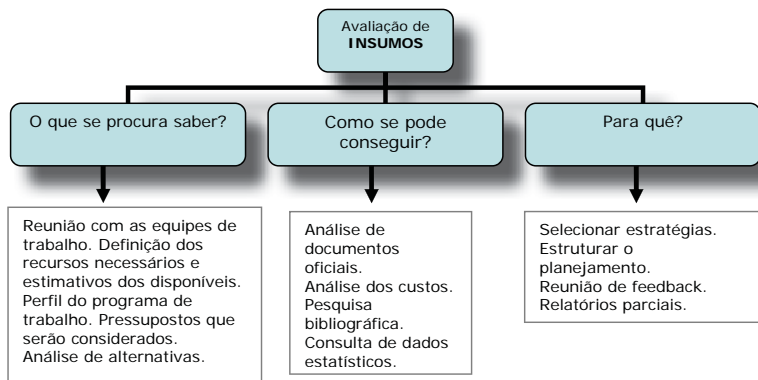 Avaliação de
INSUMOS
O que se procura saber?
Como se pode
conseguir?
Para quê?
Reunião com as equipes de
trabalho. Definição dos
recursos necessários e
estimativos dos disponíveis.
Perfil do programa de
trabalho. Pressupostos que
serão considerados.
Análise de alternativas.
Análise de
documentos
oficiais.
Análise dos custos.
Pesquisa
bibliográfica.
Consulta de dados
estatísticos.
Selecionar estratégias.
Estruturar o
planejamento.
Reunião de feedback.
Relatórios parciais.